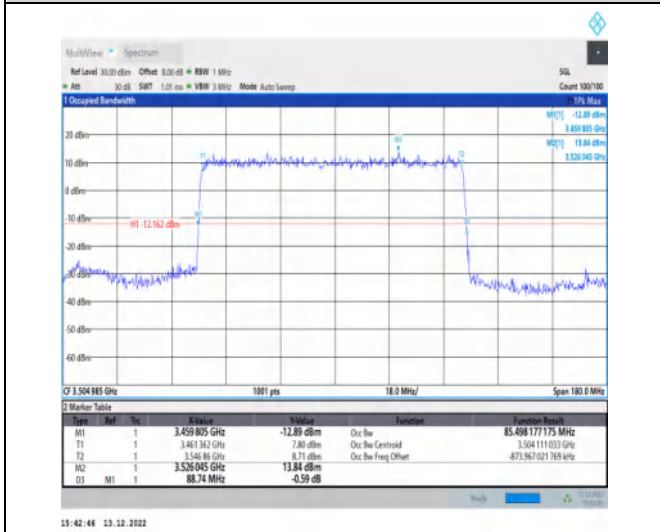 MultiView Spectrum
Ref Level 30.00 dBm Offset 8.00 dB RBW 1 MHz SGL
Att 30 dB SWT 1.01 ms VBW 3 MHz Mode Auto Sweep Count 100/100
1 Occupied Bandwidth 1Pk Max
M1[1] -12.89 dBm
3.459 805 GHz
M2[1] 13.84 dBm
3.526 045 GHz
20 dBm
M2
T1 T2
10 dBm
0 dBm
-10 dBm
H1 -12.162 dBm
-20 dBm
-30 dBm
-40 dBm
-50 dBm
-60 dBm
CF 3.504 985 GHz 1001 pts 18.0 MHz/ Span 180.0 MHz
2 Marker Table
Type Ref Trc X-Value Y-Value Function Function Result
M1 1 3.459 805 GHz -12.89 dBm Occ Bw 85.498 177 175 MHz
T1 1 3.461 362 GHz 7.80 dBm Occ Bw Centroid 3.504 111 033 GHz
T2 1 3.546 86 GHz 8.71 dBm Occ Bw Freq Offset -873.967 021 769 kHz
M2 1 3.526 045 GHz 13.84 dBm
D3 M1 1 88.74 MHz -0.59 dB
Ready
15:42:46 13.12.2022